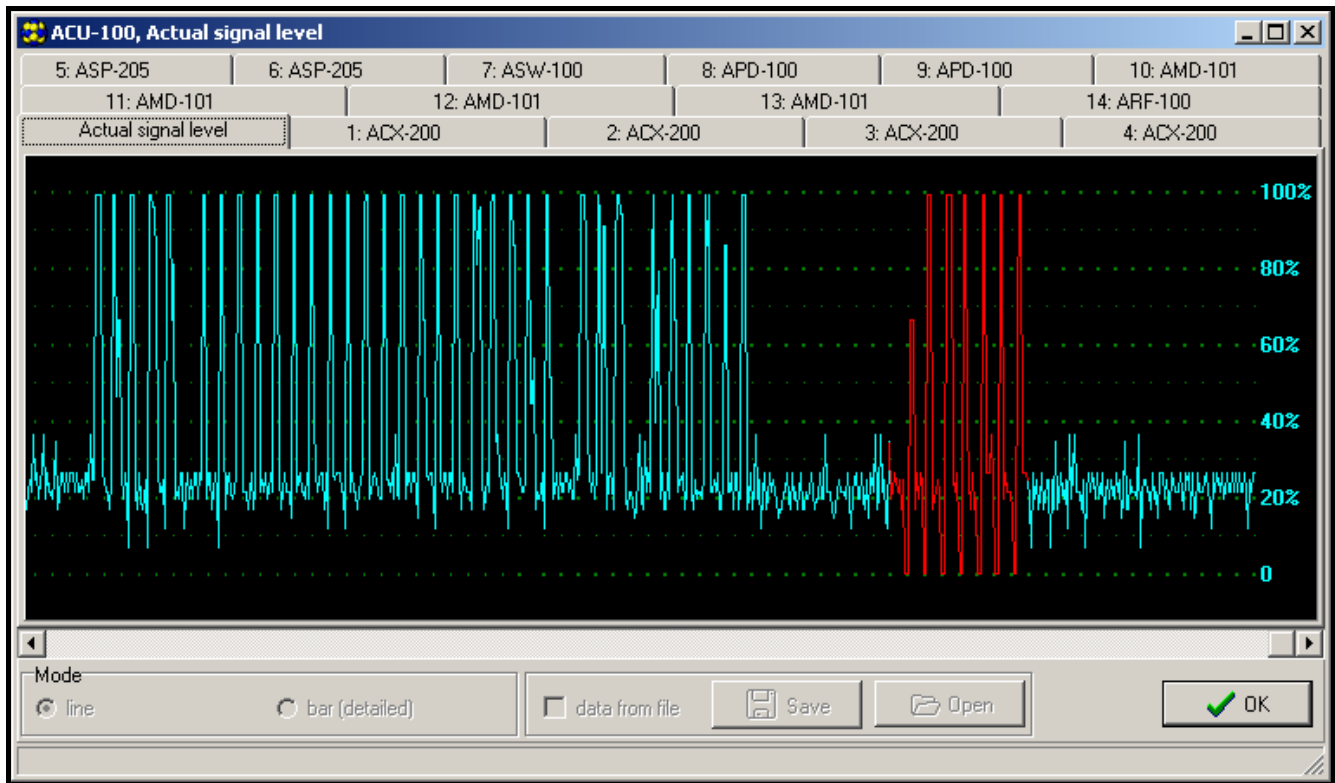 ACU-100, Actual signal level
5: ASP-205 6: ASP-205 7: ASW-100 8: APD-100 9: APD-100 10: AMD-101
11: AMD-101 12: AMD-101 13: AMD-101 14: ARF-100
Actual signal level 1: ACX-200 2: ACX-200 3: ACX-200 4: ACX-200
100%
80%
60%
40%
20%
0
Mode
line bar (detailed) data from file Save Open OK